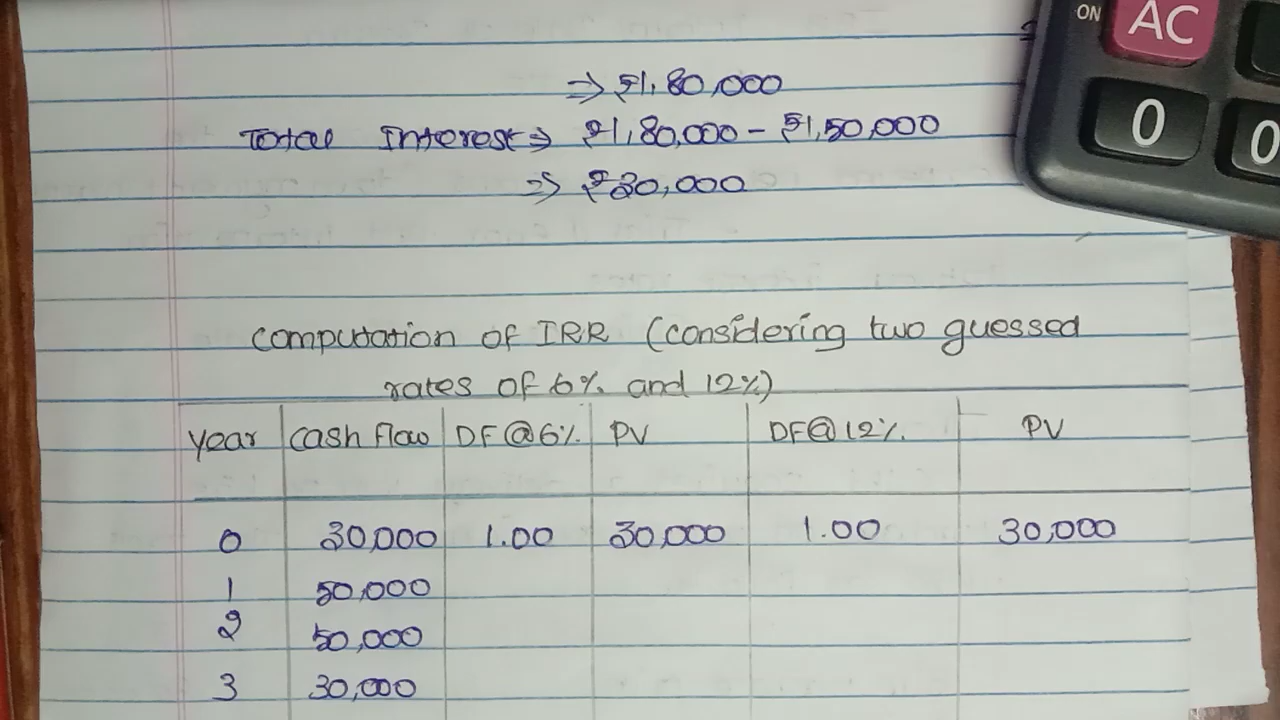 ON AC
0 0
⇒ ₹1,80,000
Total Interest ⇒ ₹1,80,000 - ₹1,50,000
⇒ ₹30,000
Computation of IRR (considering two guessed
rates of 6% and 12%)
Year Cash Flow DF@6% PV DF@12% PV
0 30,000 1.00 30,000 1.00 30,000
1 50,000
2 50,000
3 30,000